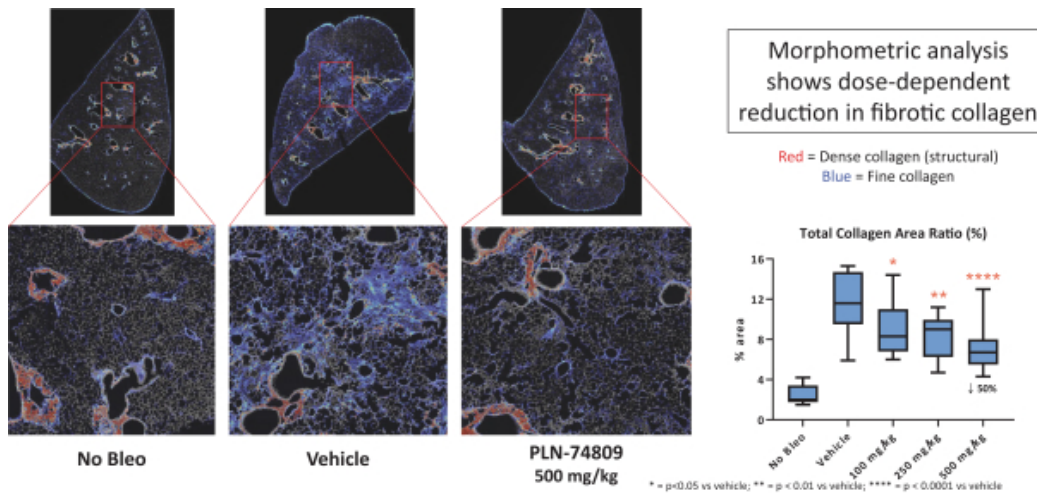 Morphometric analysis
shows dose-dependent
reduction in fibrotic collagen
Red = Dense collagen (structural)
Blue = Fine collagen
No Bleo
Vehicle
PLN-74809
500 mg/kg
Total Collagen Area Ratio (%)
% area
16
12
8
4
0
*
**
****
↓ 50%
No Bleo
Vehicle
100 mg/kg
250 mg/kg
500 mg/kg
* = p<0.05 vs vehicle; ** = p < 0.01 vs vehicle; **** = p < 0.0001 vs vehicle